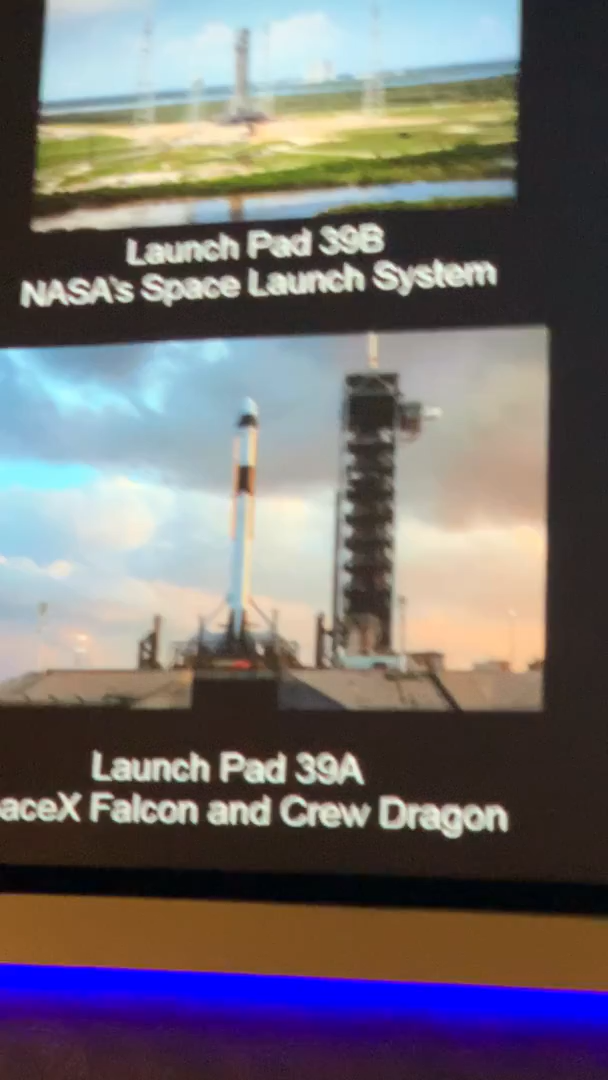 Launch Pad 39B
NASA's Space Launch System
Launch Pad 39A
aceX Falcon and Crew Dragon